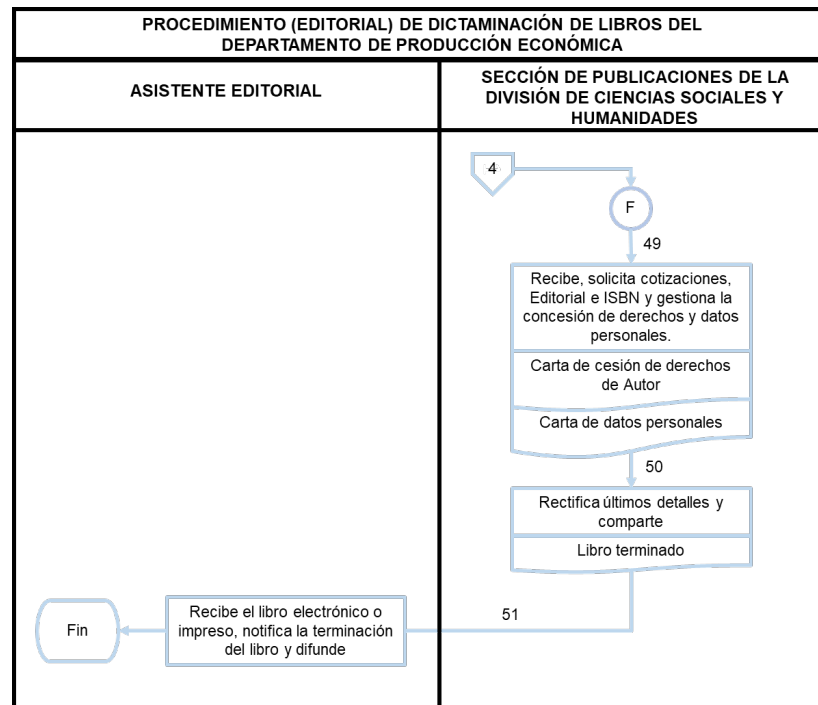 PROCEDIMIENTO (EDITORIAL) DE DICTAMINACIÓN DE LIBROS DEL
DEPARTAMENTO DE PRODUCCIÓN ECONÓMICA
ASISTENTE EDITORIAL
SECCIÓN DE PUBLICACIONES DE LA
DIVISIÓN DE CIENCIAS SOCIALES Y
HUMANIDADES
4
F
49
Recibe, solicita cotizaciones,
Editorial e ISBN y gestiona la
concesión de derechos y datos
personales.
Carta de cesión de derechos
de Autor
Carta de datos personales
50
Rectifica últimos detalles y
comparte
Libro terminado
51
Recibe el libro electrónico o
impreso, notifica la terminación
del libro y difunde
Fin